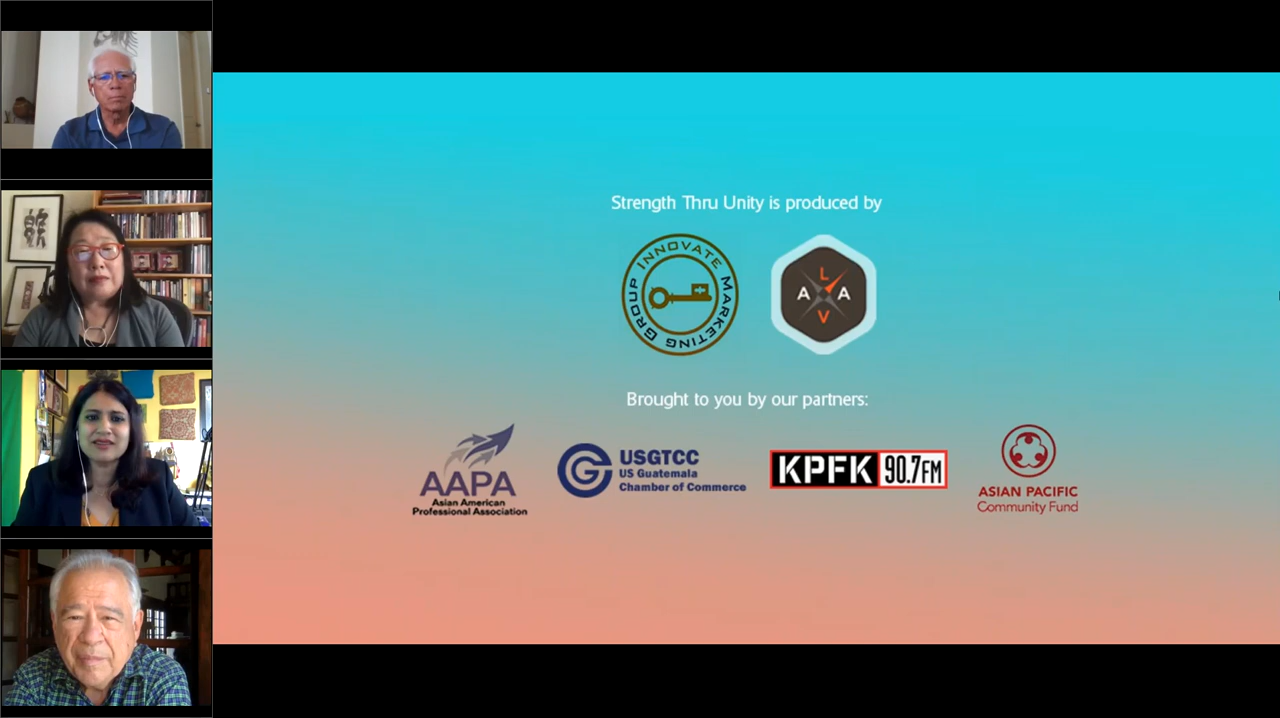 Strength Thru Unity is produced by
INNOVATE MARKETING GROUP
L
A A
V
Brought to you by our partners:
AAPA
Asian American
Professional Association
USGTCC
US Guatemala
Chamber of Commerce
KPFK 90.7FM
ASIAN PACIFIC
Community Fund